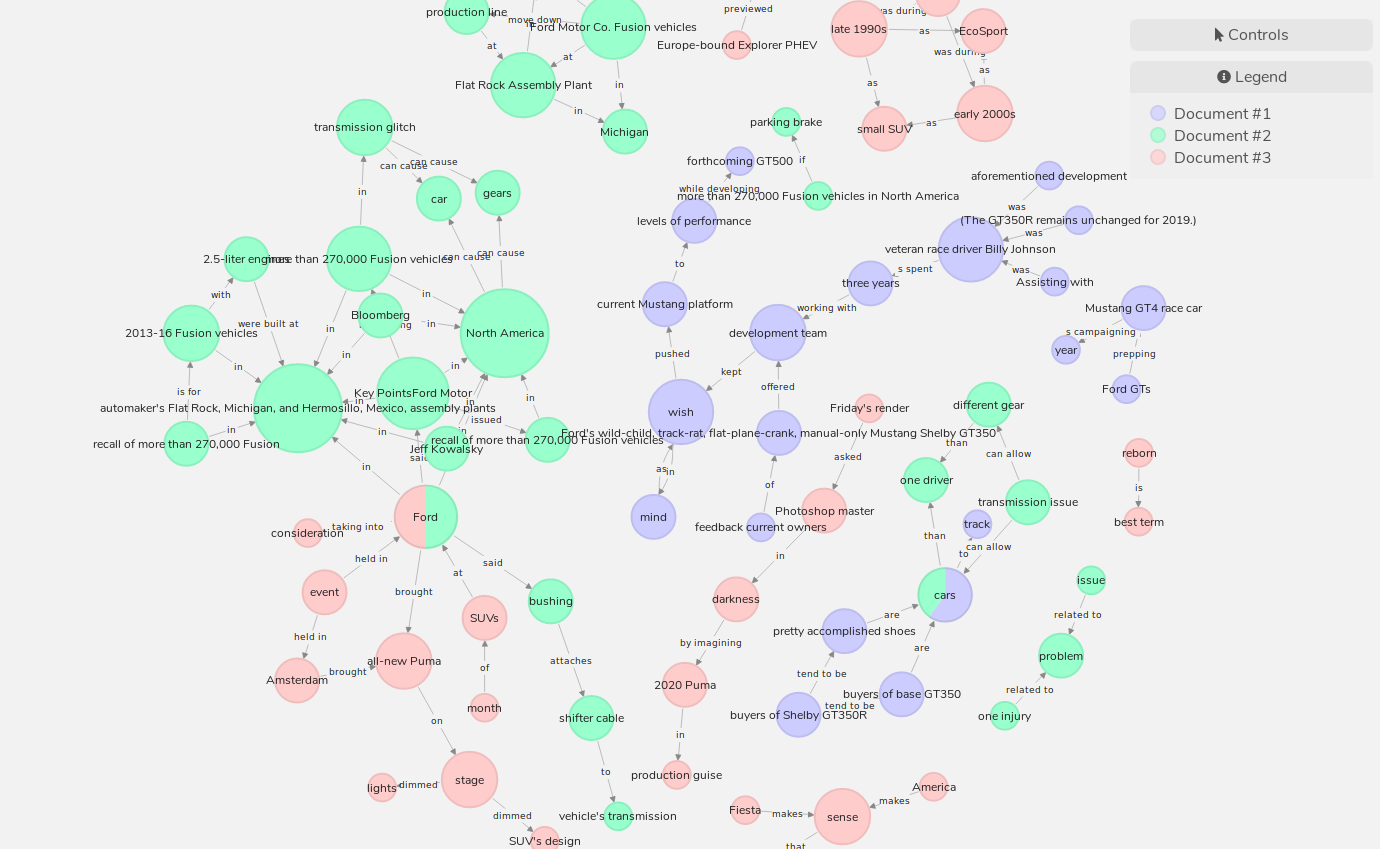 production line
move down
in
Ford Motor Co. Fusion vehicles
at
at
Flat Rock Assembly Plant
in
in
Michigan
previewed
Europe-bound Explorer PHEV
was during
late 1990s
as
EcoSport
was during
as
as
small SUV
as
early 2000s
Controls
Legend
Document #1
Document #2
Document #3
transmission glitch
can cause
can cause
in
car
gears
parking brake
forthcoming GT500
if
while developing
more than 270,000 Fusion vehicles in North America
levels of performance
aforementioned development
was
(The GT350R remains unchanged for 2019.)
was
veteran race driver Billy Johnson
was
Assisting with
s spent
three years
2.5-liter engines
more than 270,000 Fusion vehicles
can cause
can cause
to
with
in
Bloomberg
in
in
were built at
in
North America
2013-16 Fusion vehicles
current Mustang platform
working with
development team
Mustang GT4 race car
s campaigning
year
prepping
Ford GTs
in
in
in
pushed
kept
is for
Key Points
Ford Motor
in
in
in
offered
automaker's Flat Rock, Michigan, and Hermosillo, Mexico, assembly plants
wish
Friday's render
different gear
issued
in
in
in
recall of more than 270,000 Fusion
recall of more than 270,000 Fusion vehicles
Jeff Kowalsky
said
Ford's wild-child, track-rat, flat-plane-crank, manual-only Mustang Shelby GT350
than
can allow
reborn
in
as
in
asked
of
one driver
is
Ford
mind
feedback current owners
Photoshop master
transmission issue
track
best term
taking into
consideration
held in
said
than
to
can allow
in
at
event
brought
bushing
darkness
cars
issue
SUVs
are
related to
held in
pretty accomplished shoes
by imagining
are
problem
attaches
Amsterdam
brought
all-new Puma
of
tend to be
2020 Puma
related to
buyers of base GT350
tend to be
buyers of Shelby GT350R
one injury
month
on
shifter cable
in
to
production guise
stage
lights
dimmed
America
makes
Fiesta
makes
sense
dimmed
vehicle's transmission
SUV's design
that